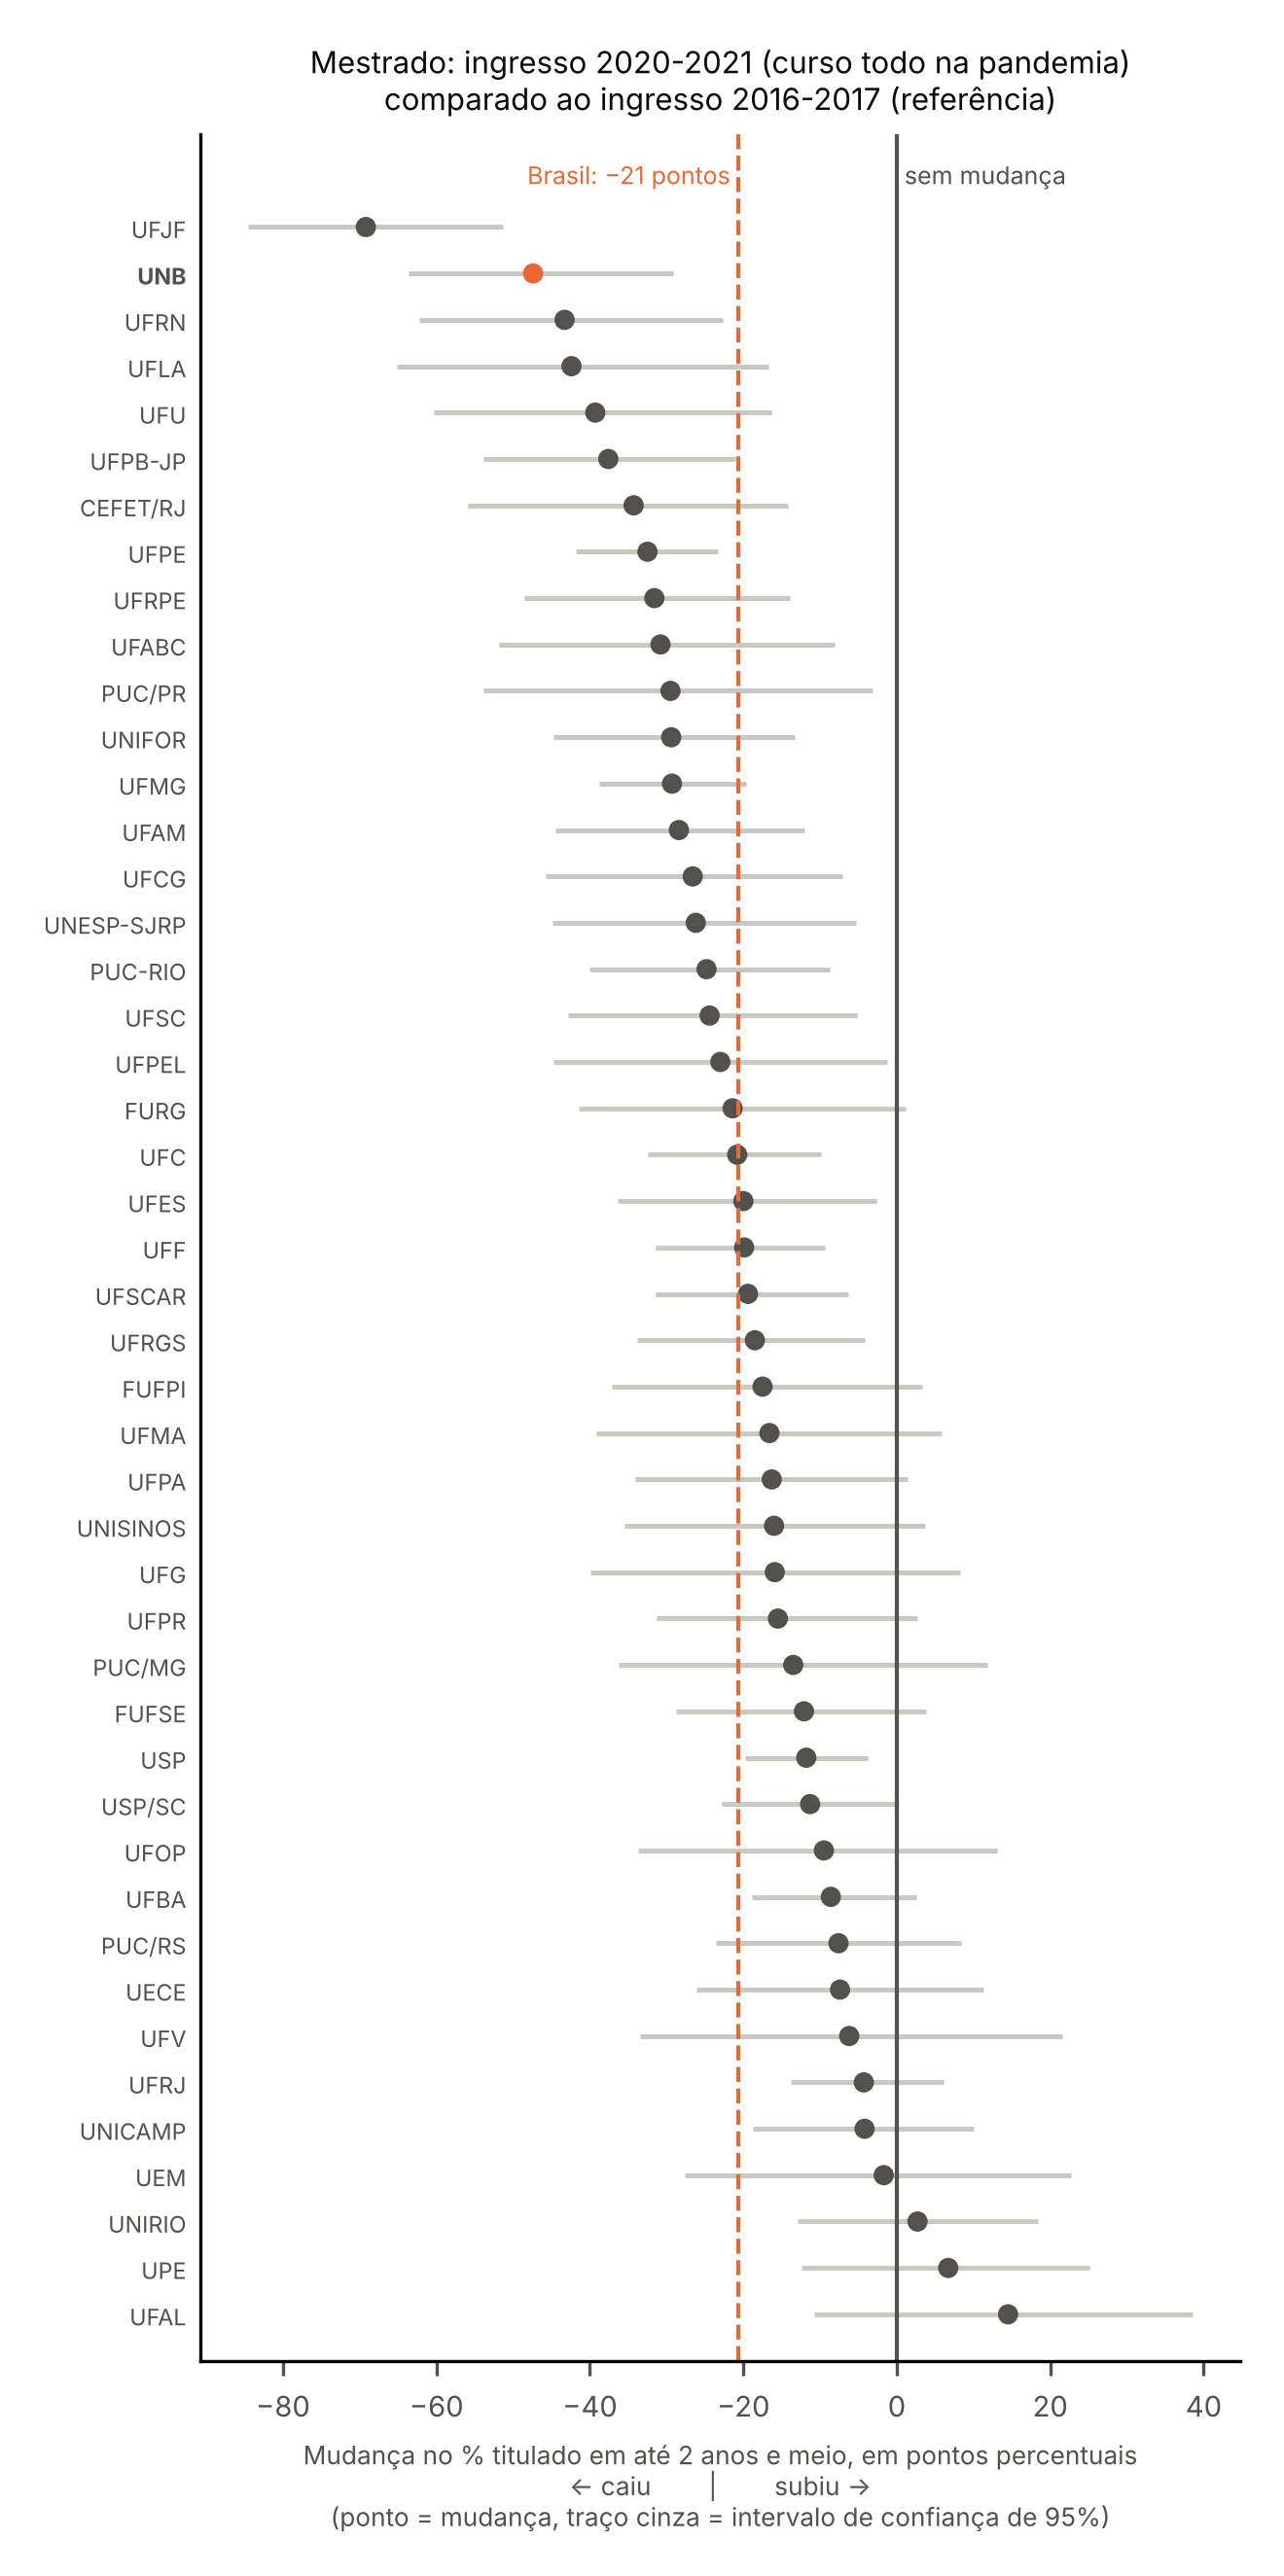 Mestrado: ingresso 2020-2021 (curso todo na pandemia)
comparado ao ingresso 2016-2017 (referência)
Brasil: −21 pontos
sem mudança
UFJF
UNB
UFRN
UFLA
UFU
UFPB-JP
CEFET/RJ
UFPE
UFRPE
UFABC
PUC/PR
UNIFOR
UFMG
UFAM
UFCG
UNESP-SJRP
PUC-RIO
UFSC
UFPEL
FURG
UFC
UFES
UFF
UFSCAR
UFRGS
FUFPI
UFMA
UFPA
UNISINOS
UFG
UFPR
PUC/MG
FUFSE
USP
USP/SC
UFOP
UFBA
PUC/RS
UECE
UFV
UFRJ
UNICAMP
UEM
UNIRIO
UPE
UFAL
−80 −60 −40 −20 0 20 40
Mudança no % titulado em até 2 anos e meio, em pontos percentuais
← caiu | subiu →
(ponto = mudança, traço cinza = intervalo de confiança de 95%)